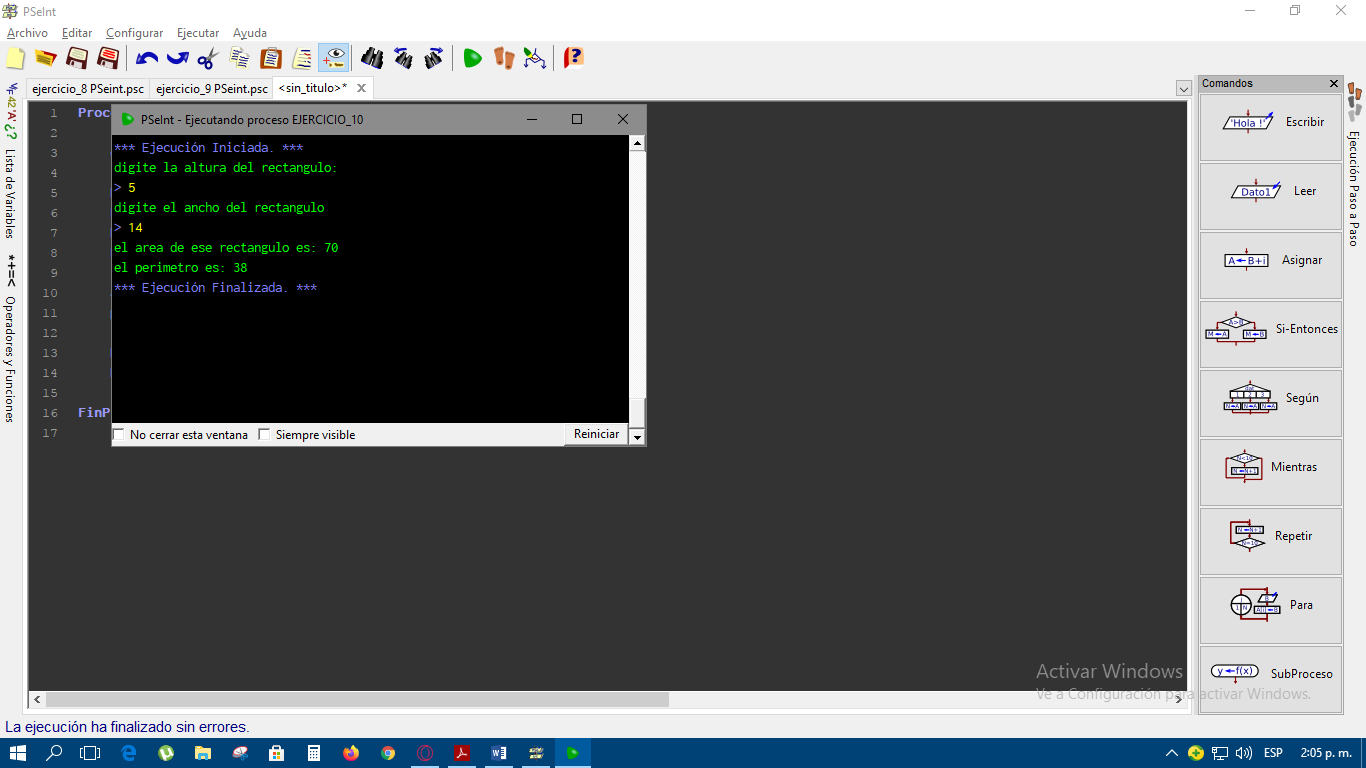 PSeInt
Archivo Editar Configurar Ejecutar Ayuda
ejercicio_8 PSeint.psc ejercicio_9 PSeint.psc <sin_titulo>*
Lista de Variables
Operadores y Funciones
1 Proc
2
3
4
5
6
7
8
9
10
11
12
13
14
15
16 FinP
17
PSeInt - Ejecutando proceso EJERCICIO_10
*** Ejecución Iniciada. ***
digite la altura del rectangulo:
> 5
digite el ancho del rectangulo
> 14
el area de ese rectangulo es: 70
el perimetro es: 38
*** Ejecución Finalizada. ***
No cerrar esta ventana Siempre visible Reiniciar
Comandos
'Hola !' Escribir
Dato1 Leer
A←B+i Asignar
Si-Entonces
Según
Mientras
Repetir
Para
y←f(x) SubProceso
Ejecución Paso a Paso
Activar Windows
Ve a Configuración para activar Windows.
La ejecución ha finalizado sin errores.
ESP 2:05 p. m.